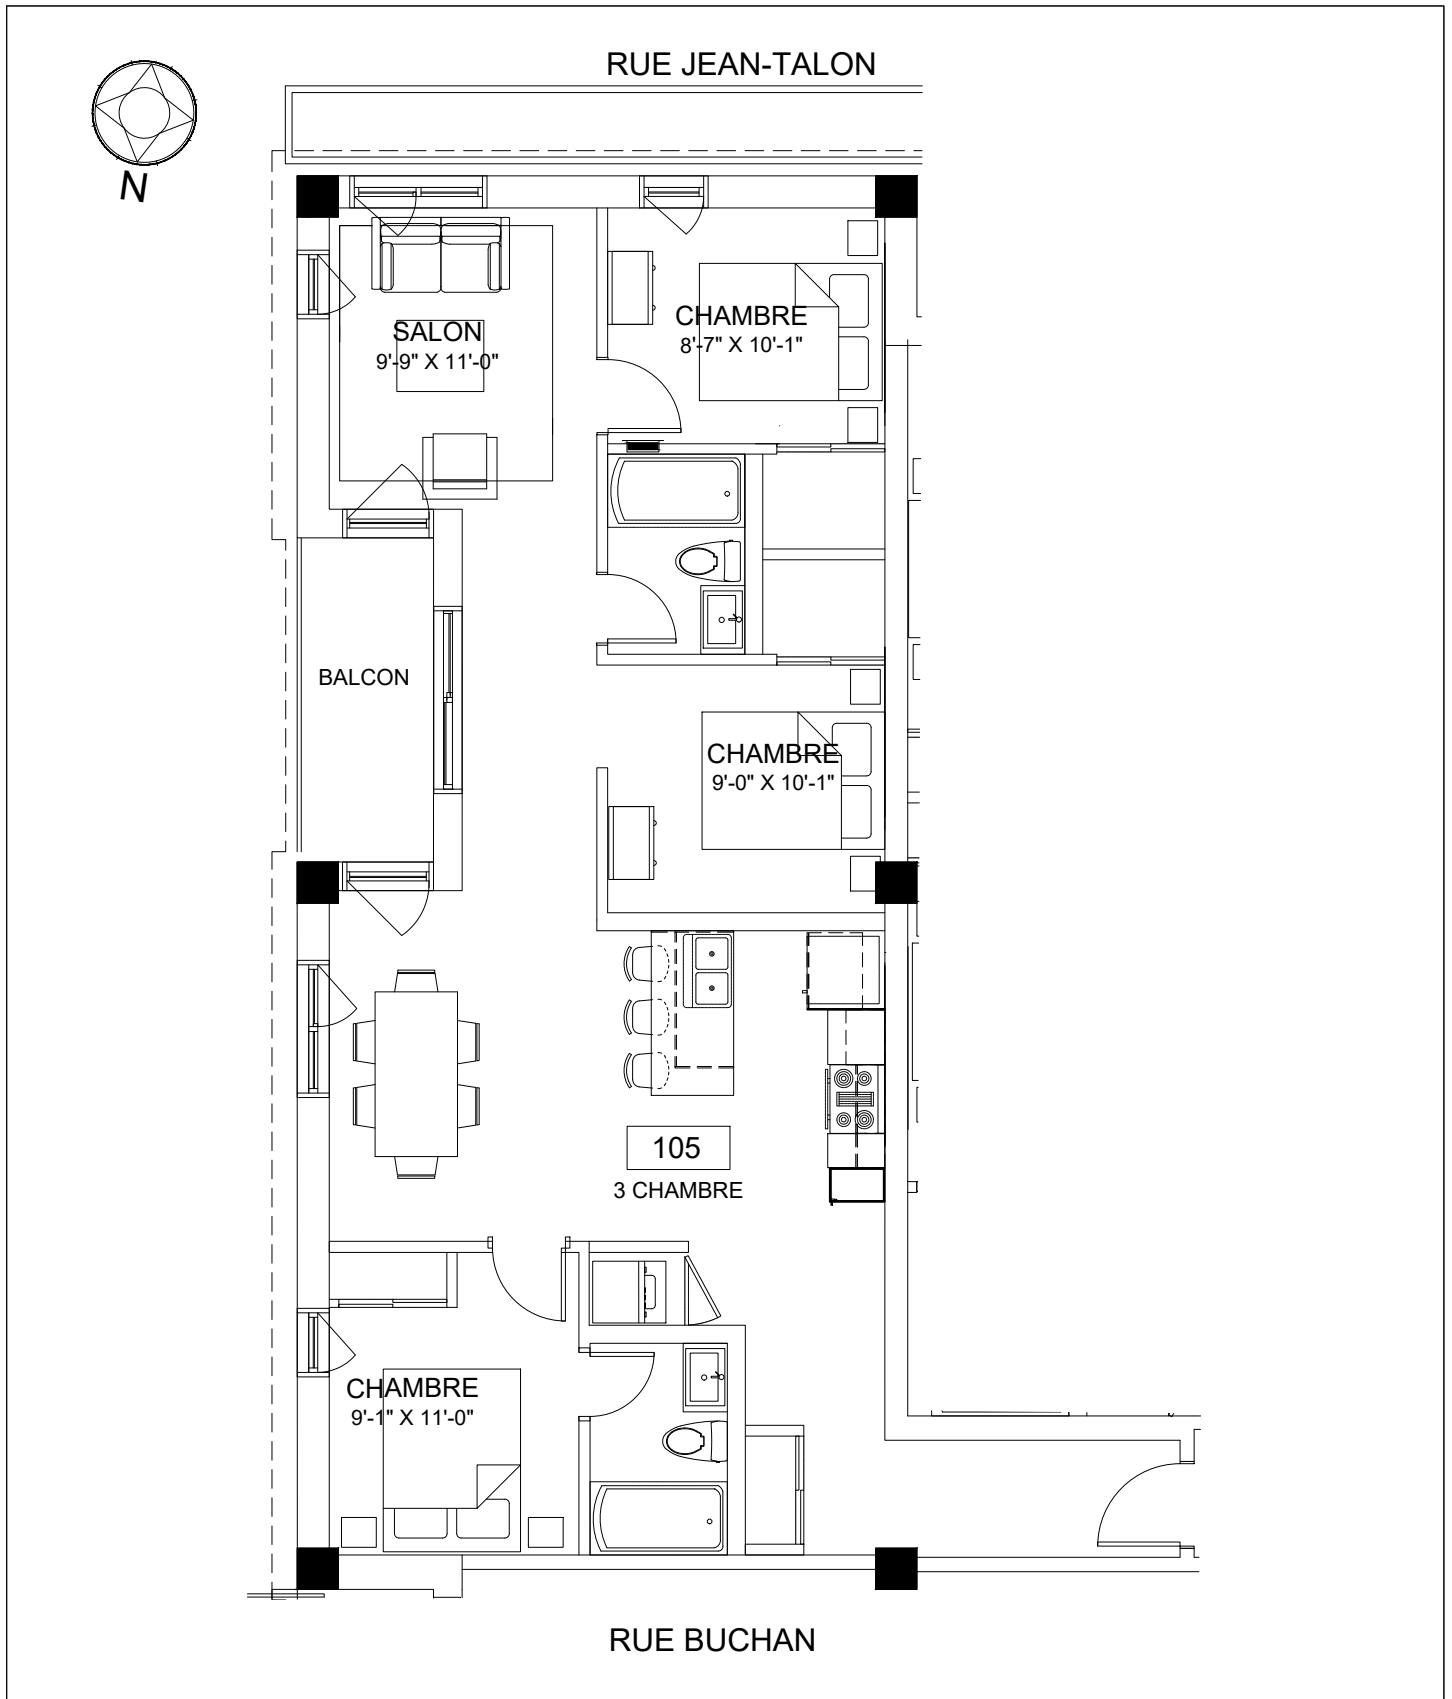 RUE JEAN-TALON
N
SALON
9'-9" X 11'-0"
CHAMBRE
8'-7" X 10'-1"
BALCON
CHAMBRE
9'-0" X 10'-1"
105
3 CHAMBRE
CHAMBRE
9'-1" X 11'-0"
RUE BUCHAN